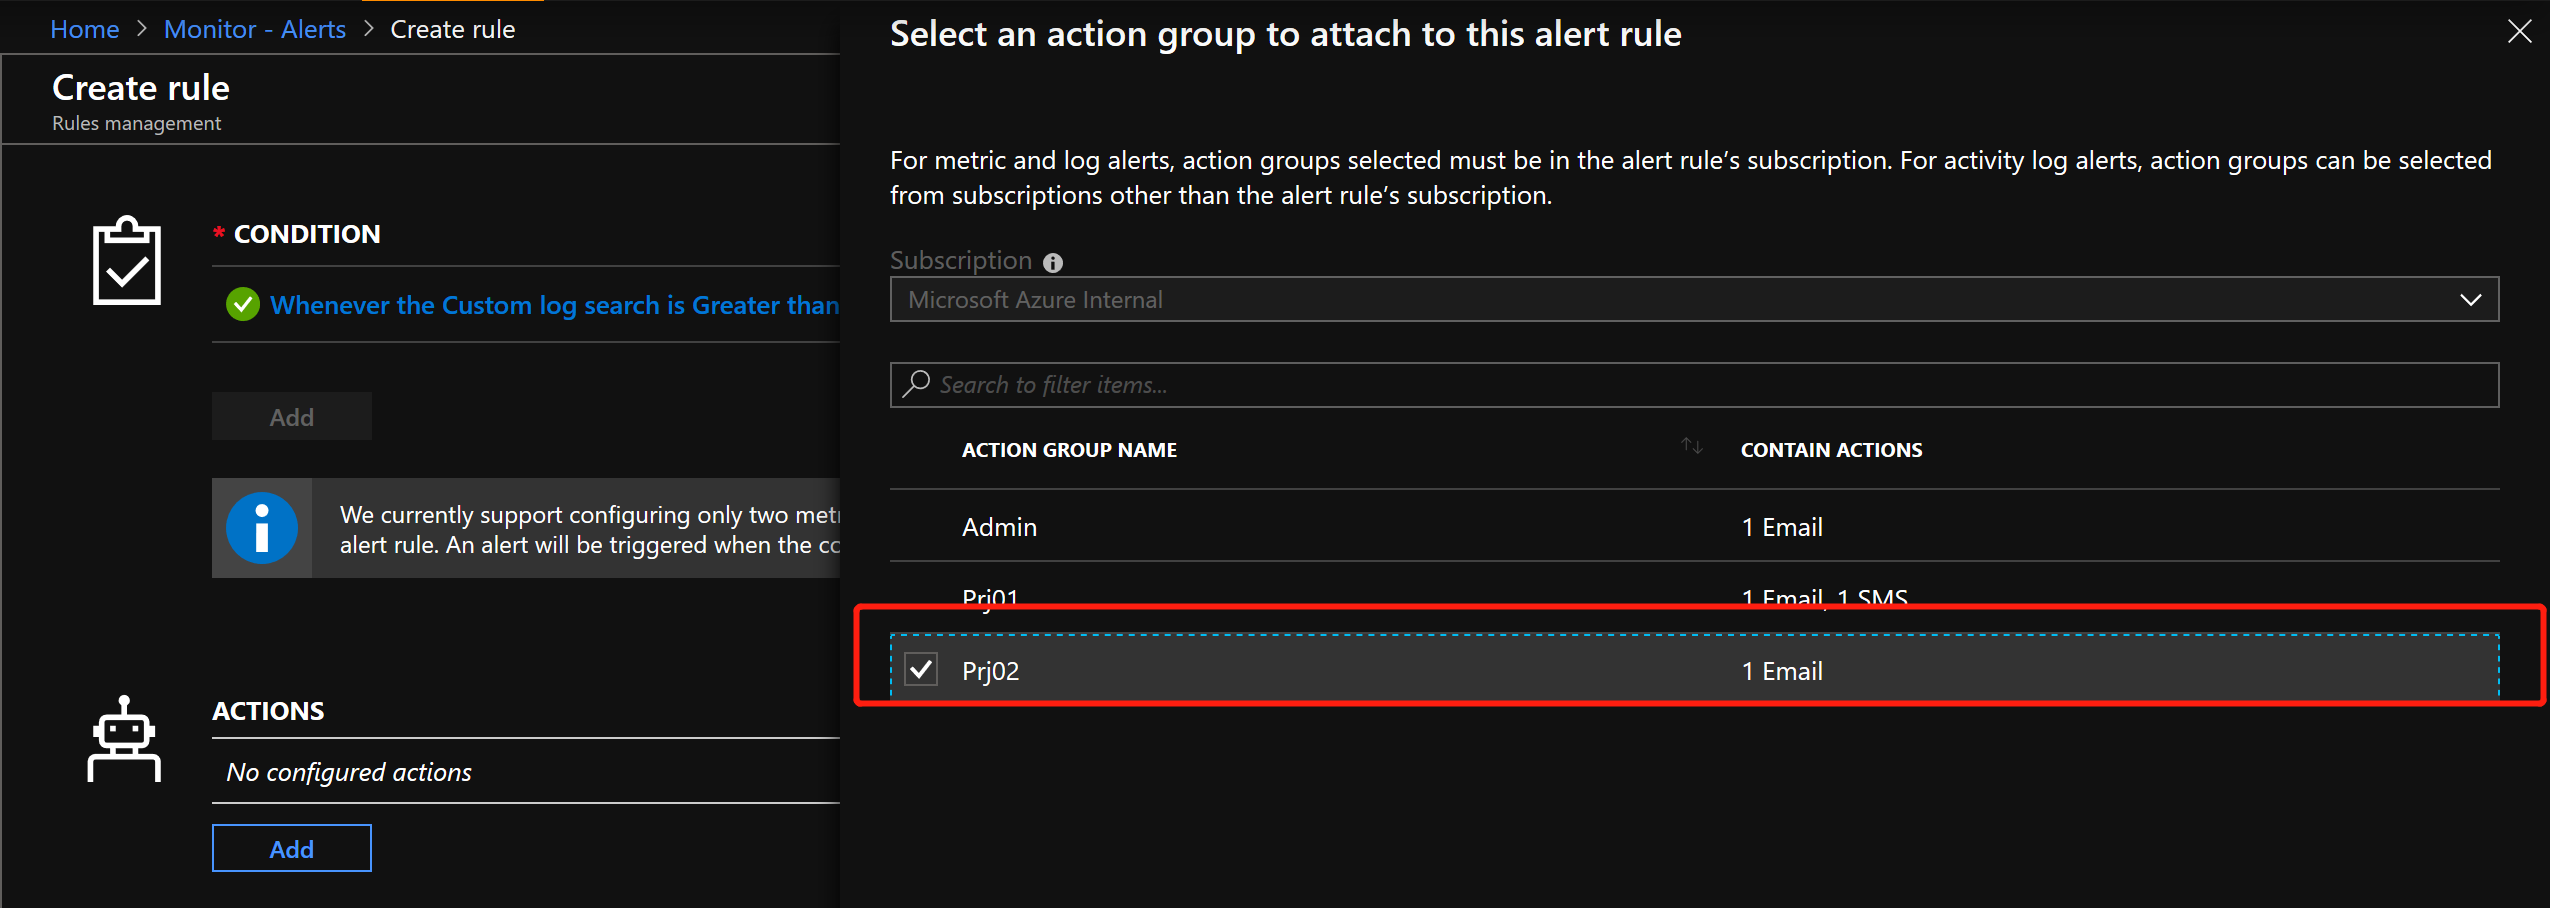 Home > Monitor - Alerts > Create rule
Create rule
Rules management
* CONDITION
Whenever the Custom log search is Greater than
Add
We currently support configuring only two metr
alert rule. An alert will be triggered when the co
ACTIONS
No configured actions
Add
Select an action group to attach to this alert rule
For metric and log alerts, action groups selected must be in the alert rule’s subscription. For activity log alerts, action groups can be selected
from subscriptions other than the alert rule’s subscription.
Subscription
Microsoft Azure Internal
Search to filter items...
ACTION GROUP NAME CONTAIN ACTIONS
Admin 1 Email
Prj01 1 Email, 1 SMS
Prj02 1 Email